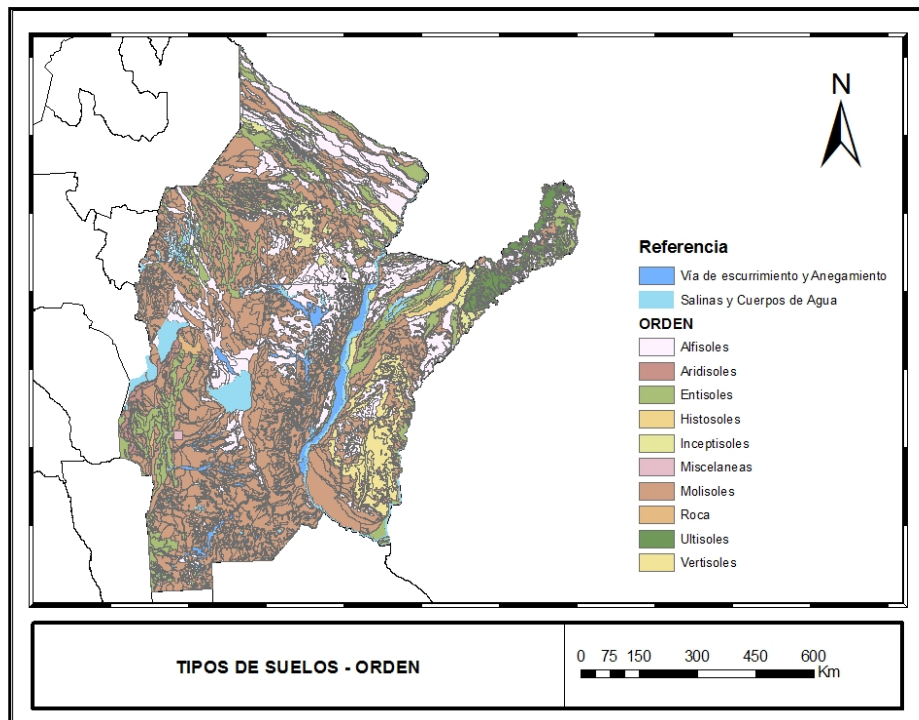 N
Referencia
Vía de escurrimiento y Anegamiento
Salinas y Cuerpos de Agua
ORDEN
Alfisoles
Aridisoles
Entisoles
Histosoles
Inceptisoles
Miscelaneas
Molisoles
Roca
Ultisoles
Vertisoles
TIPOS DE SUELOS - ORDEN
0 75 150 300 450 600
Km